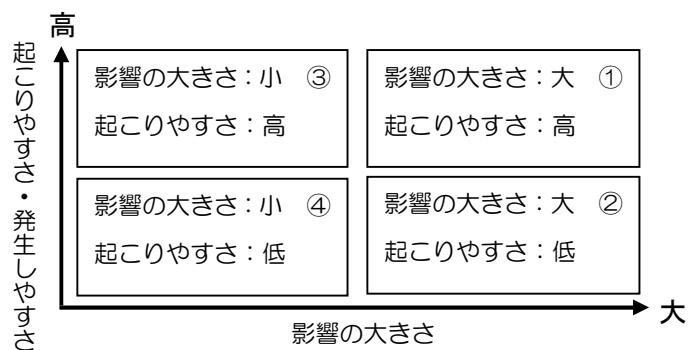 高
起こりやすさ・発生しやすさ
影響の大きさ：小　③
起こりやすさ：高
影響の大きさ：大　①
起こりやすさ：高
影響の大きさ：小　④
起こりやすさ：低
影響の大きさ：大　②
起こりやすさ：低
大
影響の大きさ